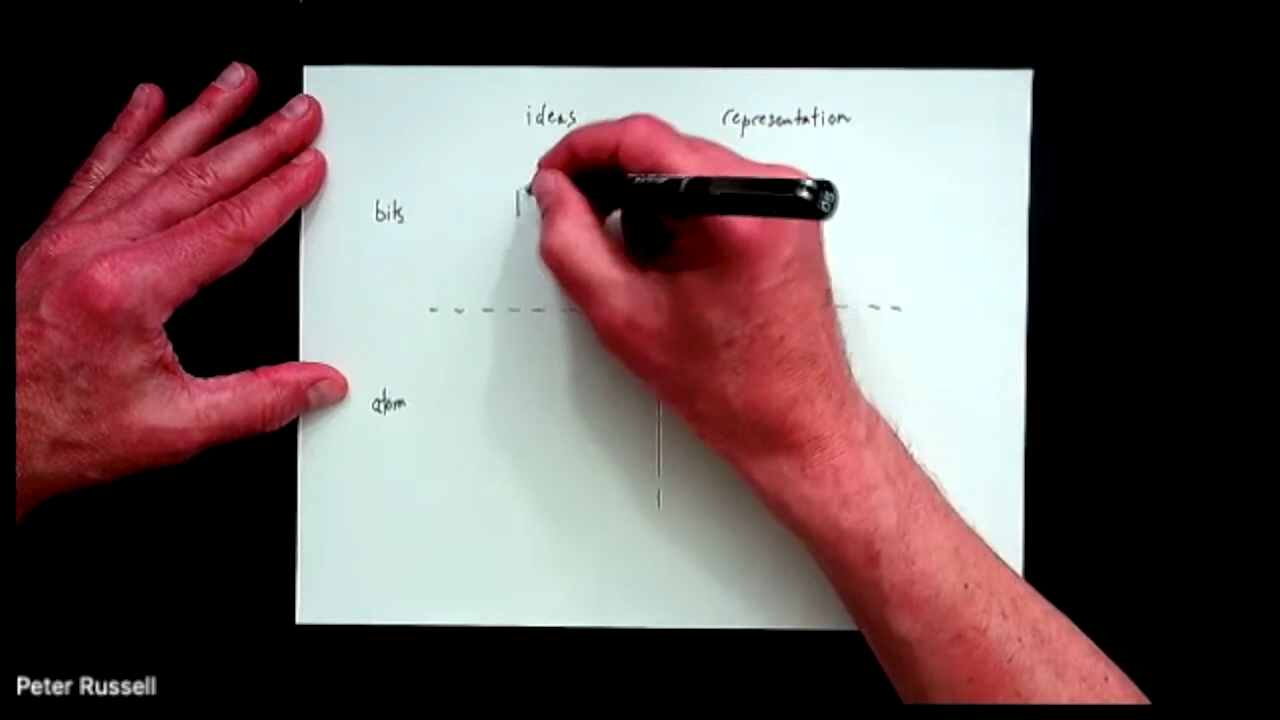 ideas representation
bits
atom
Peter Russell